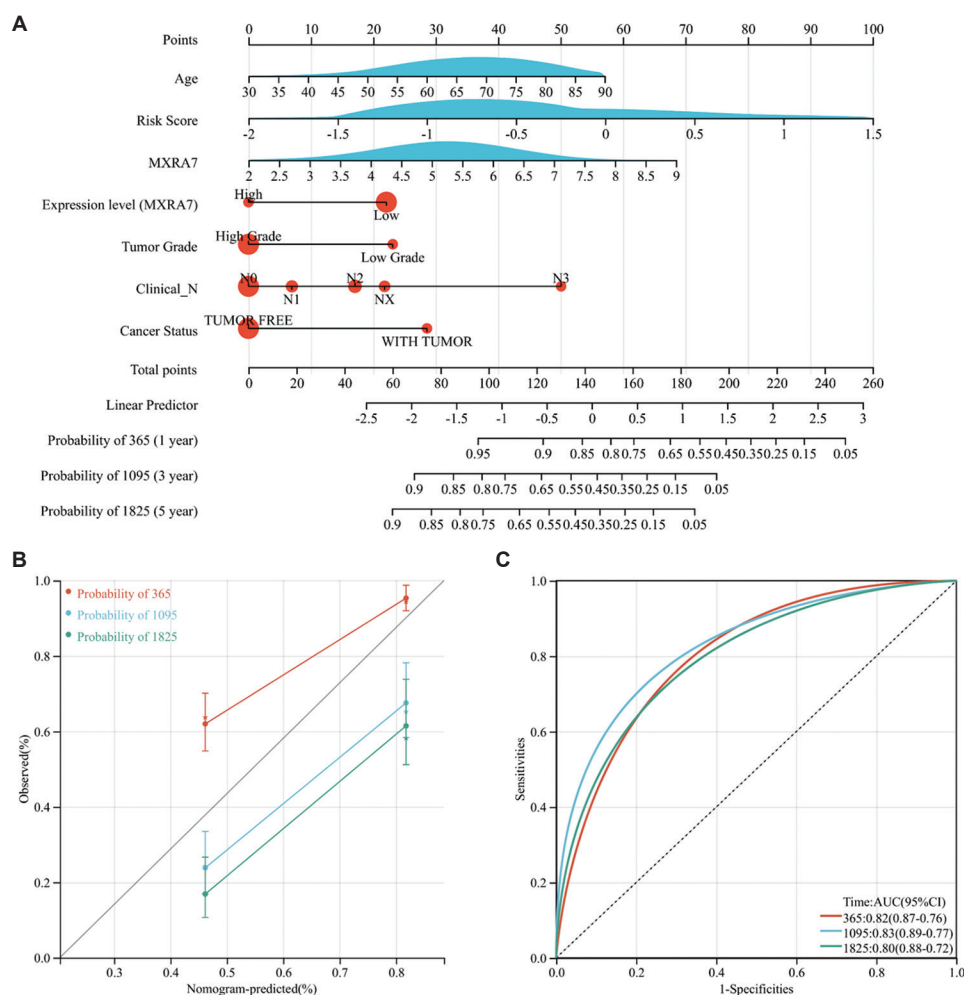 A
Points
0 10 20 30 40 50 60 70 80 90 100
Age
30 35 40 45 50 55 60 65 70 75 80 85 90
Risk Score
-2 -1.5 -1 -0.5 0 0.5 1 1.5
MXRA7
2 2.5 3 3.5 4 4.5 5 5.5 6 6.5 7 7.5 8 8.5 9
Expression level (MXRA7)
High
Low
Tumor Grade
High Grade
Low Grade
Clinical_N
N0 N2 N3
N1 NX
Cancer Status
TUMOR FREE
WITH TUMOR
Total points
0 20 40 60 80 100 120 140 160 180 200 220 240 260
Linear Predictor
-2.5 -2 -1.5 -1 -0.5 0 0.5 1 1.5 2 2.5 3
Probability of 365 (1 year)
0.95 0.9 0.85 0.8 0.75 0.65 0.55 0.45 0.35 0.25 0.15 0.05
Probability of 1095 (3 year)
0.9 0.85 0.8 0.75 0.65 0.55 0.45 0.35 0.25 0.15 0.05
Probability of 1825 (5 year)
0.9 0.85 0.8 0.75 0.65 0.55 0.45 0.35 0.25 0.15 0.05
B
Probability of 365
Probability of 1095
Probability of 1825
Observed(%)
1.0
0.8
0.6
0.4
0.2
0.0
0.3 0.4 0.5 0.6 0.7 0.8
Nomogram-predicted(%)
C
Sensitivities
1.0
0.8
0.6
0.4
0.2
0.0
0.0 0.2 0.4 0.6 0.8 1.0
1-Specificities
Time:AUC(95%CI)
365:0.82(0.87-0.76)
1095:0.83(0.89-0.77)
1825:0.80(0.88-0.72)